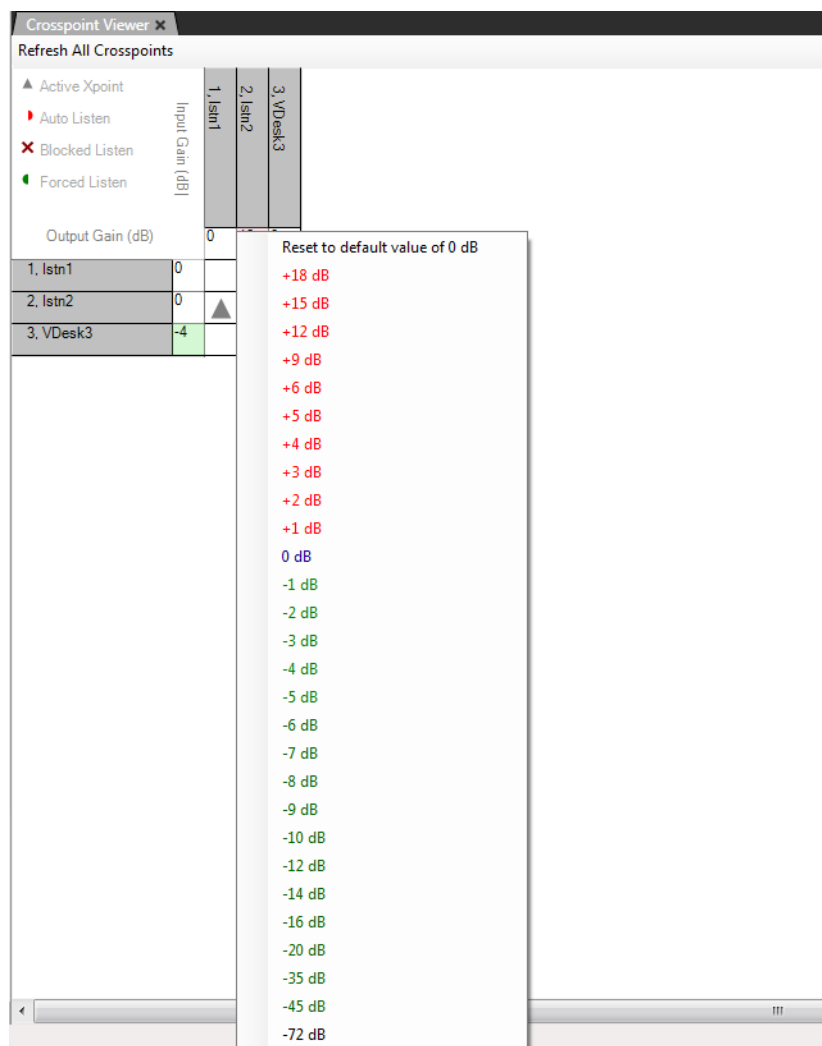 Crosspoint Viewer
Refresh All Crosspoints
Active Xpoint
Auto Listen
Blocked Listen
Forced Listen
Input Gain (dB)
1, Istn1
2, Istn2
3, VDesk3
Output Gain (dB)
0
1, Istn1
0
2, Istn2
0
3, VDesk3
-4
Reset to default value of 0 dB
+18 dB
+15 dB
+12 dB
+9 dB
+6 dB
+5 dB
+4 dB
+3 dB
+2 dB
+1 dB
0 dB
-1 dB
-2 dB
-3 dB
-4 dB
-5 dB
-6 dB
-7 dB
-8 dB
-9 dB
-10 dB
-12 dB
-14 dB
-16 dB
-20 dB
-35 dB
-45 dB
-72 dB